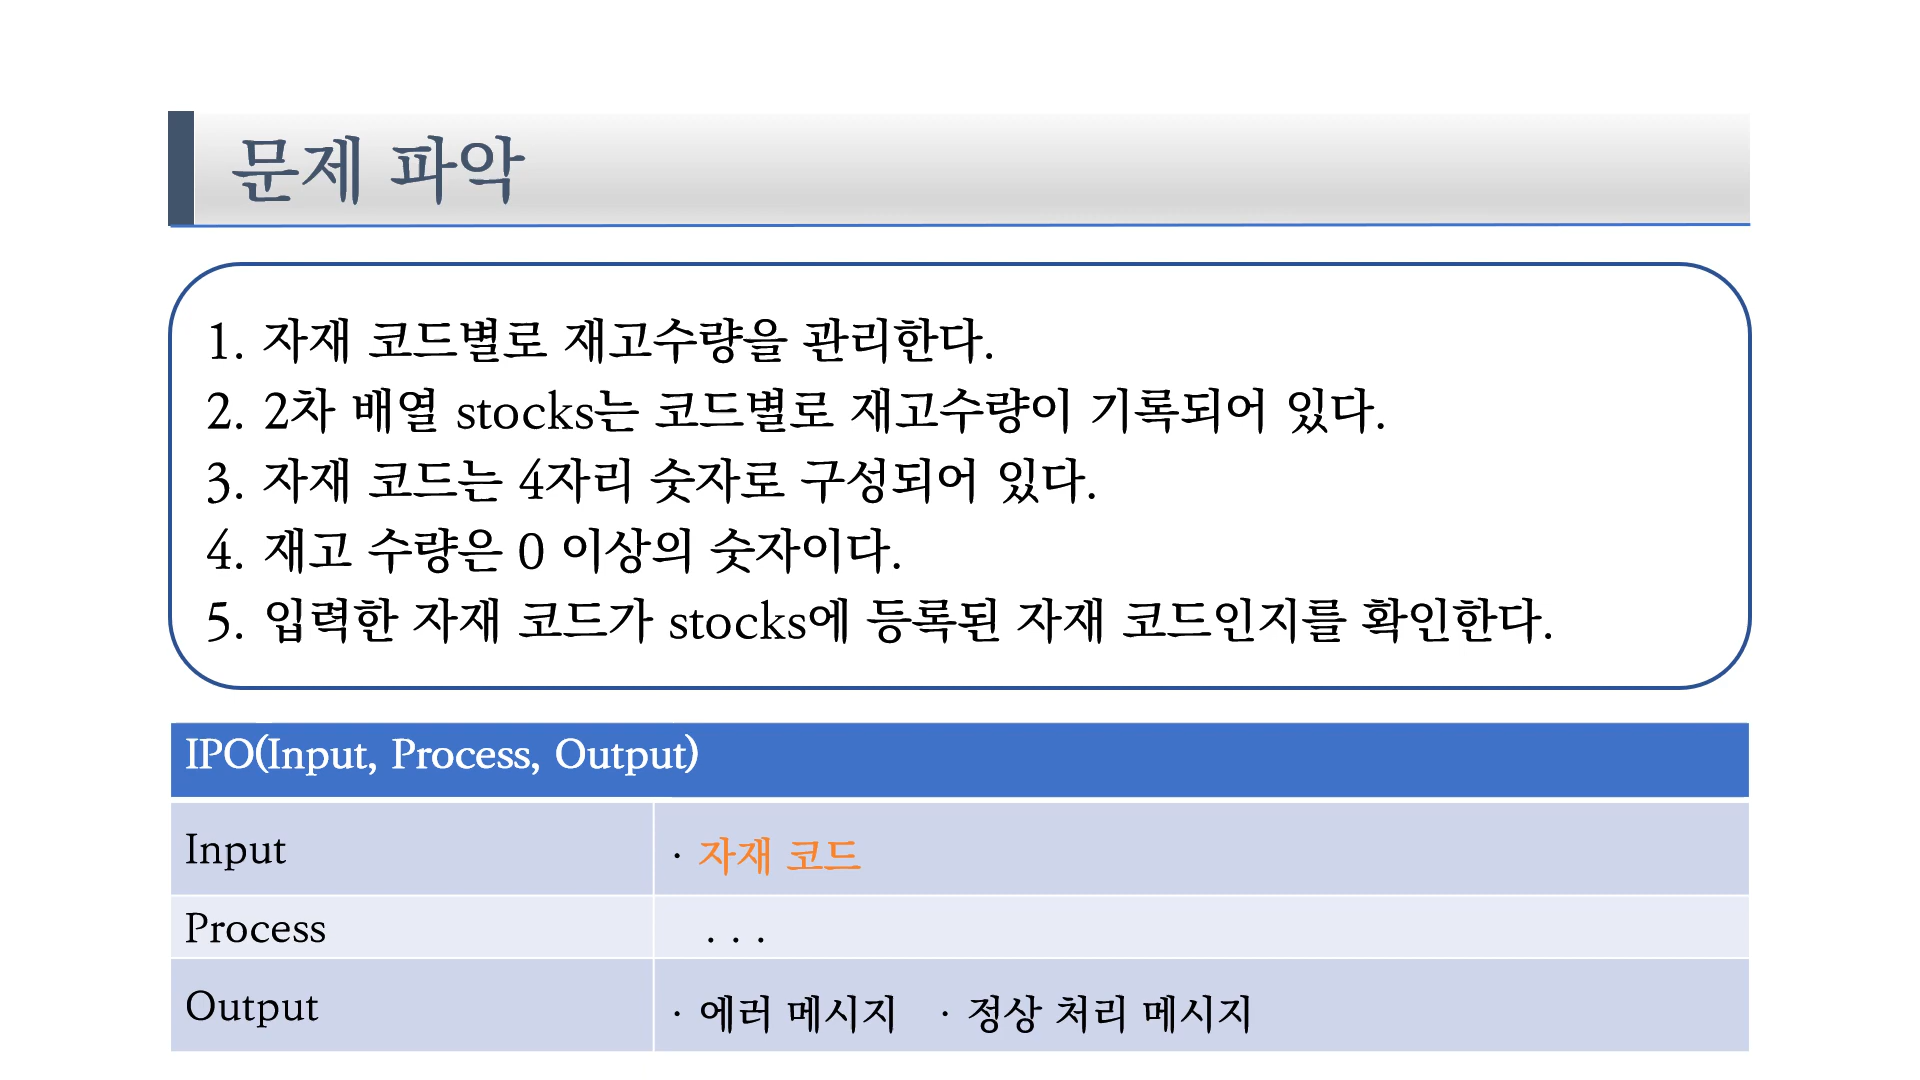 문제 파악
1. 자재 코드별로 재고수량을 관리한다.
2. 2차 배열 stocks는 코드별로 재고수량이 기록되어 있다.
3. 자재 코드는 4자리 숫자로 구성되어 있다.
4. 재고 수량은 0 이상의 숫자이다.
5. 입력한 자재 코드가 stocks에 등록된 자재 코드인지를 확인한다.
IPO(Input, Process, Output)
Input · 자재 코드
Process . . .
Output · 에러 메시지 · 정상 처리 메시지